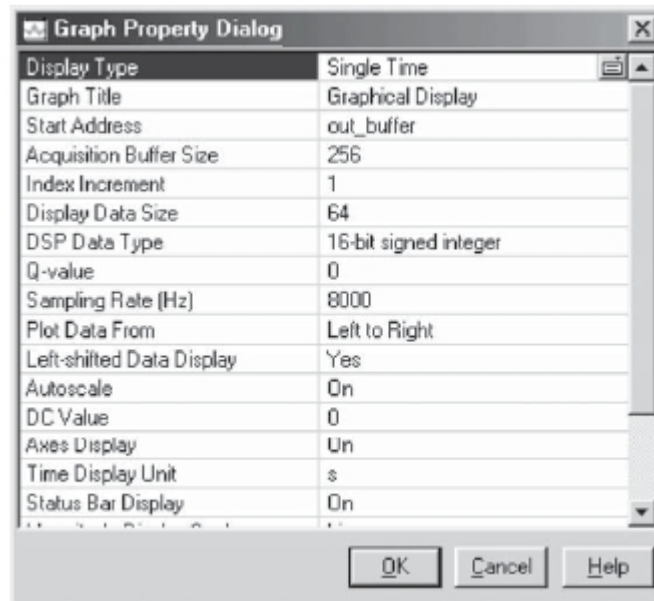 Graph Property Dialog
Display Type Single Time
Graph Title Graphical Display
Start Address out_buffer
Acquisition Buffer Size 256
Index Increment 1
Display Data Size 64
DSP Data Type 16-bit signed integer
Q-value 0
Sampling Rate (Hz) 8000
Plot Data From Left to Right
Left-shifted Data Display Yes
Autoscale On
DC Value 0
Axes Display On
Time Display Unit s
Status Bar Display On
OK Cancel Help